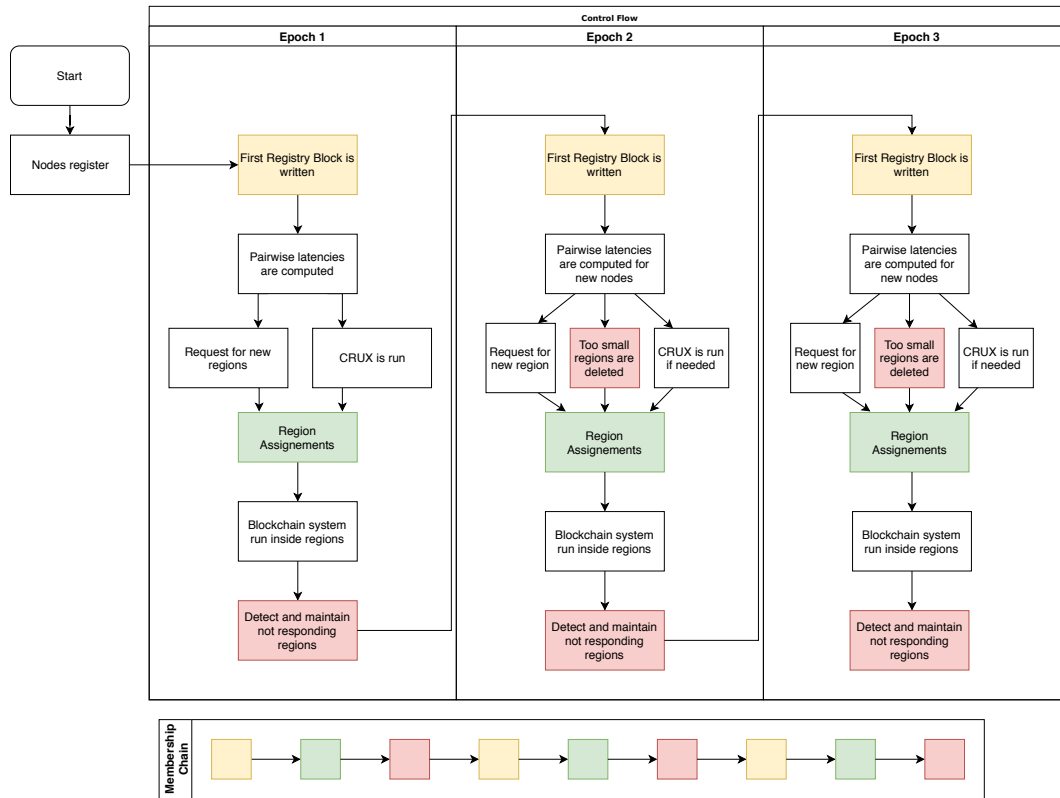 Control Flow
Epoch 1
Epoch 2
Epoch 3
Start
Nodes register
First Registry Block is
written
Pairwise latencies
are computed
Request for new
regions
CRUX is run
Region
Assignements
Blockchain system
run inside regions
Detect and maintain
not responding
regions
First Registry Block is
written
Pairwise latencies
are computed for
new nodes
Request for
new region
Too small
regions are
deleted
CRUX is run
if needed
Region
Assignements
Blockchain system
run inside regions
Detect and maintain
not responding
regions
First Registry Block is
written
Pairwise latencies
are computed for
new nodes
Request for
new region
Too small
regions are
deleted
CRUX is run
if needed
Region
Assignements
Blockchain system
run inside regions
Detect and maintain
not responding
regions
Membership
Chain